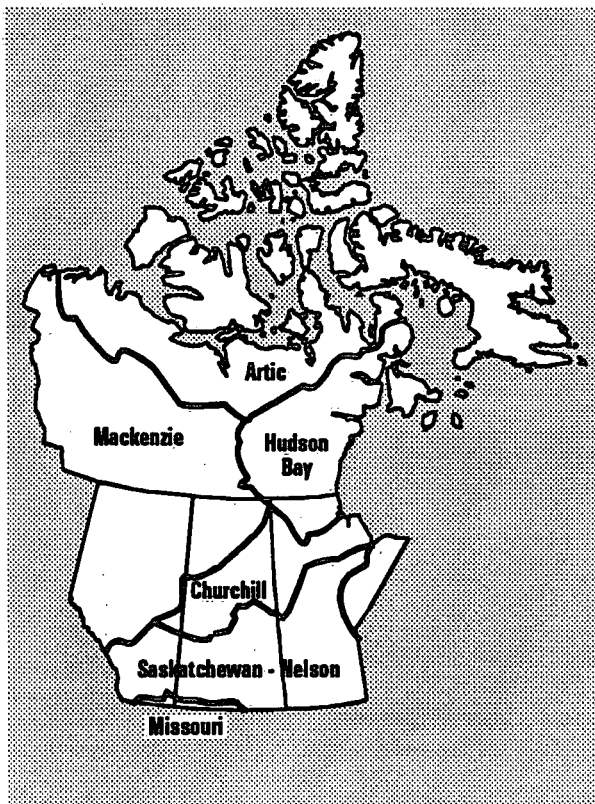 Artic
Mackenzie
Hudson
Bay
Churchill
Saskatchewan - Nelson
Missouri